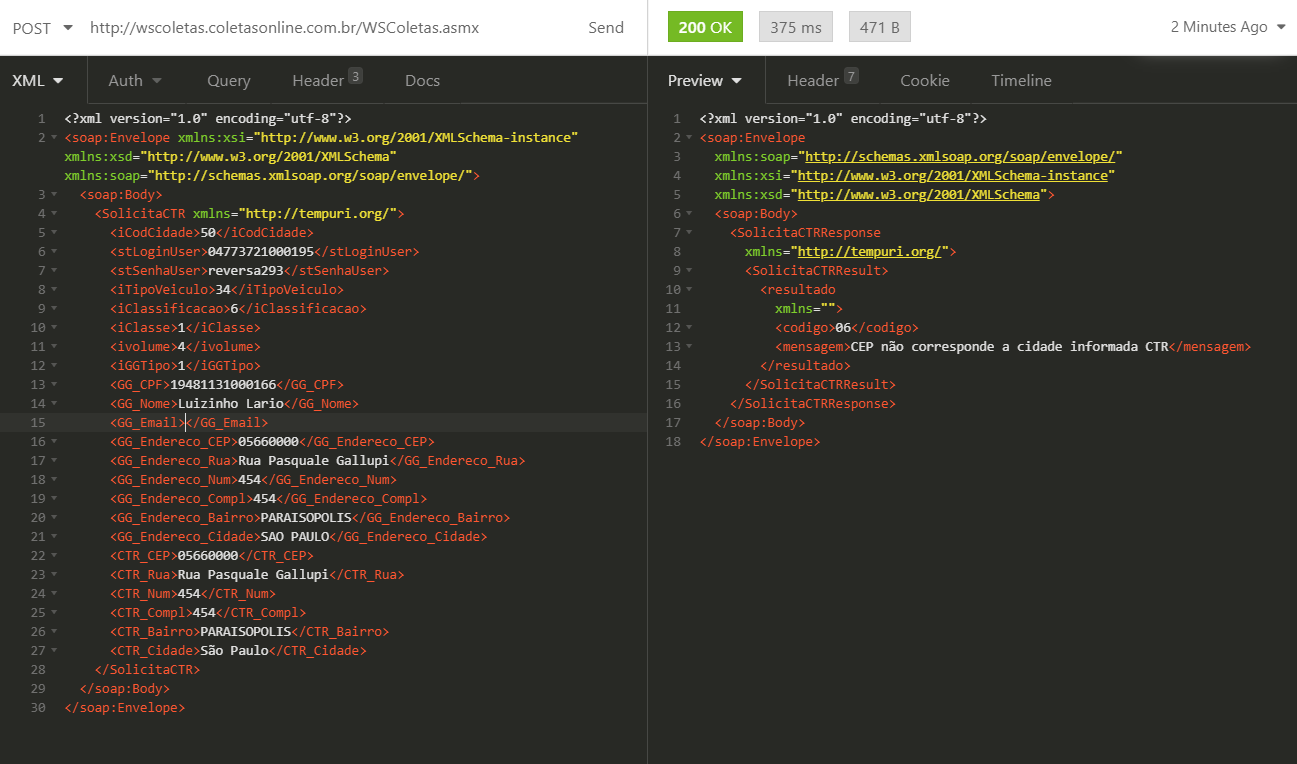 POST http://wscoletas.coletasonline.com.br/WSColetas.asmx Send
200 OK 375 ms 471 B 2 Minutes Ago
XML Auth Query Header 3 Docs
1 <?xml version="1.0" encoding="utf-8"?>
2 <soap:Envelope xmlns:xsi="http://www.w3.org/2001/XMLSchema-instance"
xmlns:xsd="http://www.w3.org/2001/XMLSchema"
xmlns:soap="http://schemas.xmlsoap.org/soap/envelope/">
3 <soap:Body>
4 <SolicitaCTR xmlns="http://tempuri.org/">
5 <iCodCidade>50</iCodCidade>
6 <stLoginUser>04773721000195</stLoginUser>
7 <stSenhaUser>reversa293</stSenhaUser>
8 <iTipoVeiculo>34</iTipoVeiculo>
9 <iClassificacao>6</iClassificacao>
10 <iClasse>1</iClasse>
11 <ivolume>4</ivolume>
12 <iGGTipo>1</iGGTipo>
13 <GG_CPF>19481131000166</GG_CPF>
14 <GG_Nome>Luizinho Lario</GG_Nome>
15 <GG_Email></GG_Email>
16 <GG_Endereco_CEP>05660000</GG_Endereco_CEP>
17 <GG_Endereco_Rua>Rua Pasquale Gallupi</GG_Endereco_Rua>
18 <GG_Endereco_Num>454</GG_Endereco_Num>
19 <GG_Endereco_Compl>454</GG_Endereco_Compl>
20 <GG_Endereco_Bairro>PARAISOPOLIS</GG_Endereco_Bairro>
21 <GG_Endereco_Cidade>SAO PAULO</GG_Endereco_Cidade>
22 <CTR_CEP>05660000</CTR_CEP>
23 <CTR_Rua>Rua Pasquale Gallupi</CTR_Rua>
24 <CTR_Num>454</CTR_Num>
25 <CTR_Compl>454</CTR_Compl>
26 <CTR_Bairro>PARAISOPOLIS</CTR_Bairro>
27 <CTR_Cidade>São Paulo</CTR_Cidade>
28 </SolicitaCTR>
29 </soap:Body>
30 </soap:Envelope>
Preview Header 7 Cookie Timeline
1 <?xml version="1.0" encoding="utf-8"?>
2 <soap:Envelope
3 xmlns:soap="http://schemas.xmlsoap.org/soap/envelope/"
4 xmlns:xsi="http://www.w3.org/2001/XMLSchema-instance"
5 xmlns:xsd="http://www.w3.org/2001/XMLSchema">
6 <soap:Body>
7 <SolicitaCTRResponse
8 xmlns="http://tempuri.org/">
9 <SolicitaCTRResult>
10 <resultado
11 xmlns="">
12 <codigo>06</codigo>
13 <mensagem>CEP não corresponde a cidade informada CTR</mensagem>
14 </resultado>
15 </SolicitaCTRResult>
16 </SolicitaCTRResponse>
17 </soap:Body>
18 </soap:Envelope>